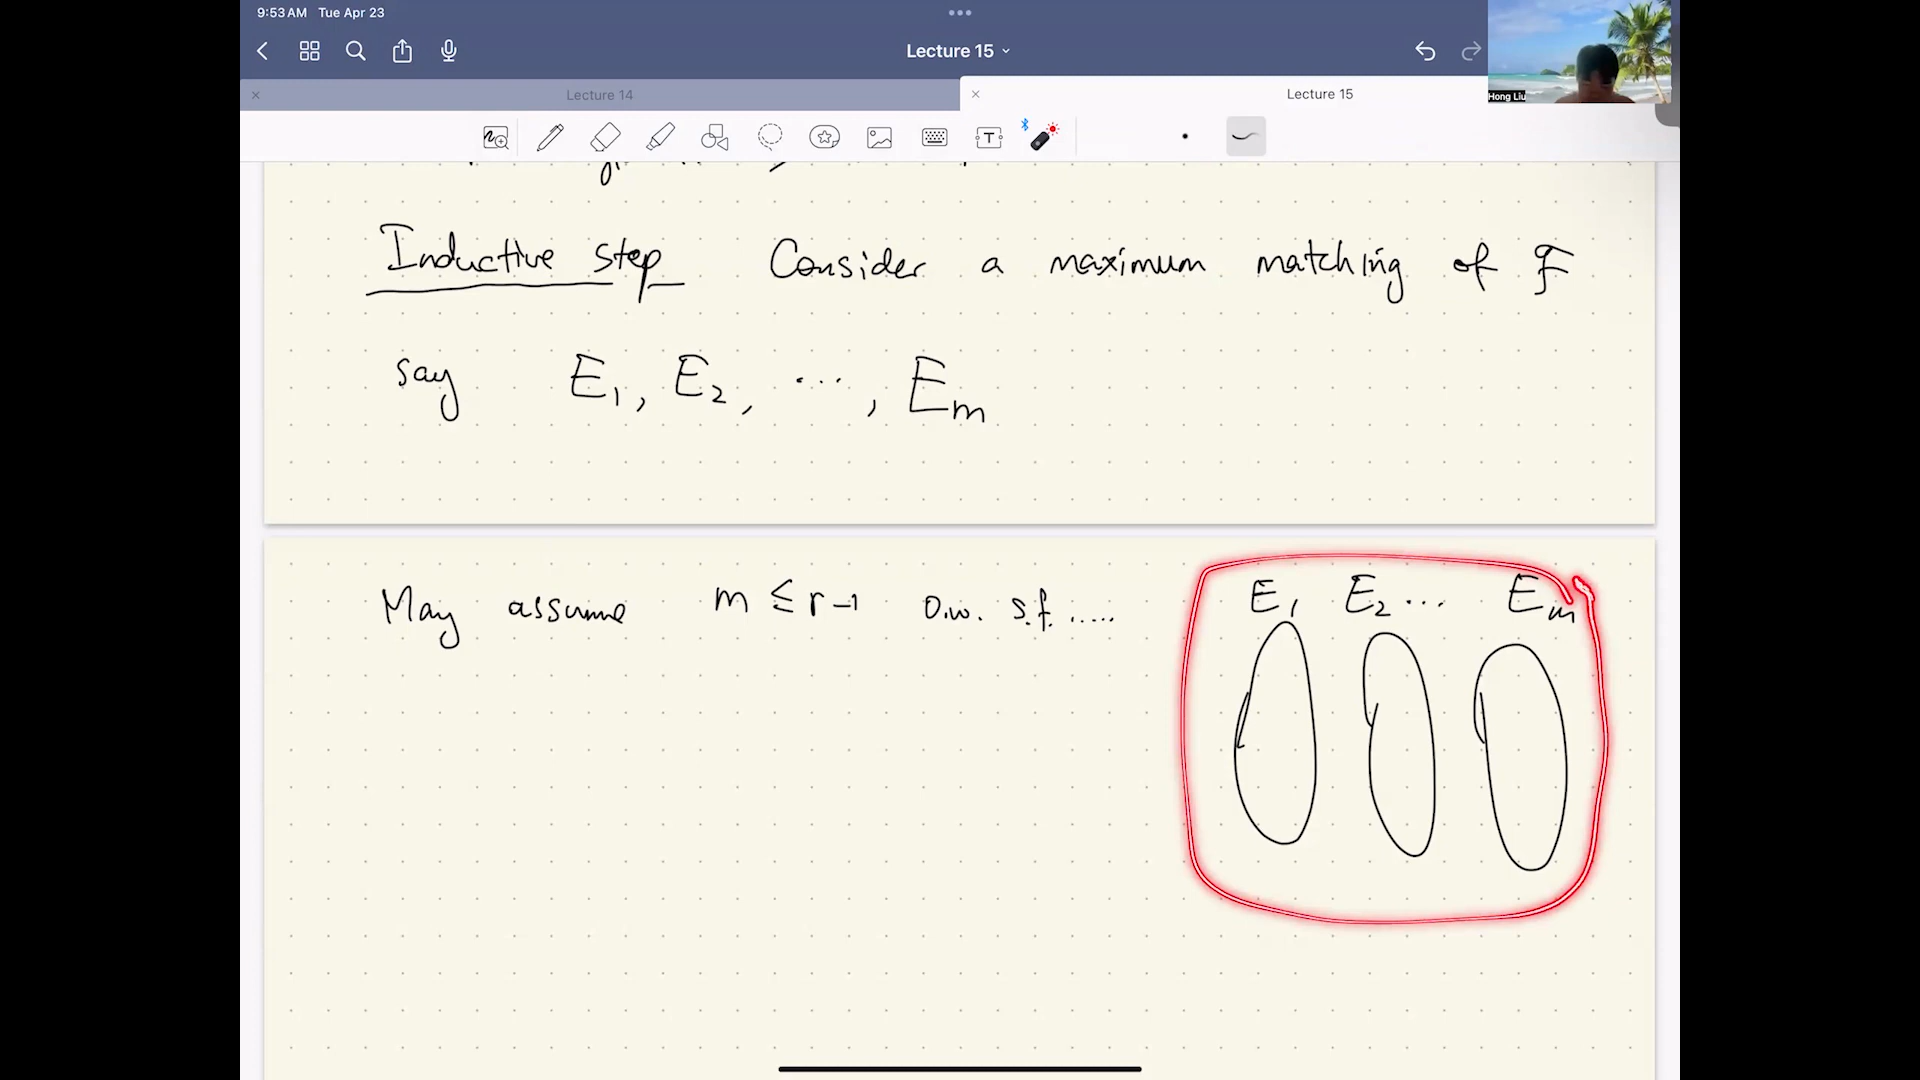 9:53 AM Tue Apr 23
Lecture 15
Hong Liu
Lecture 14
Lecture 15
Inductive step Consider a maximum matching of F
say E₁, E₂, ..., Eₘ
May assume m ≤ r-1 o.w. s.f. .....
E₁ E₂ ... Eₘ